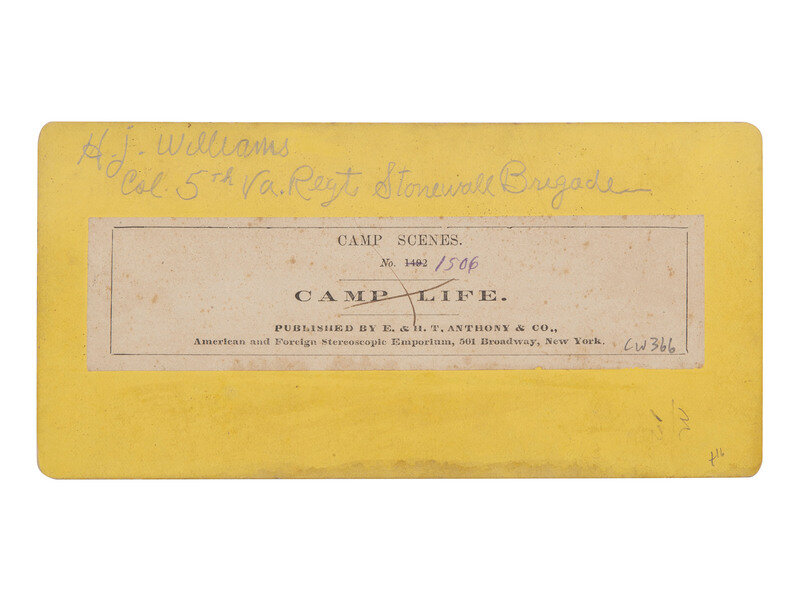 H. J. Williams
Col. 5th Va. Regt Stonewall Brigade
CAMP SCENES.
No. 1492 1506
CAMP LIFE.
PUBLISHED BY E. & H. T. ANTHONY & CO.,
American and Foreign Stereoscopic Emporium, 501 Broadway, New York.
CW366